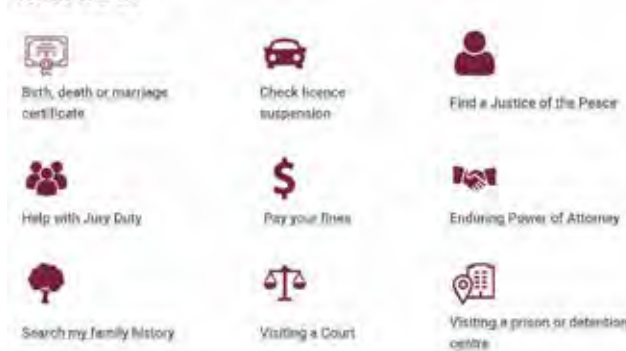 Birth, death or marriage
certificate
Check licence
suspension
Find a Justice of the Peace
Help with Jury Duty
Pay your fines
Enduring Power of Attorney
Search my family history
Visiting a Court
Visiting a prison or detention
centre